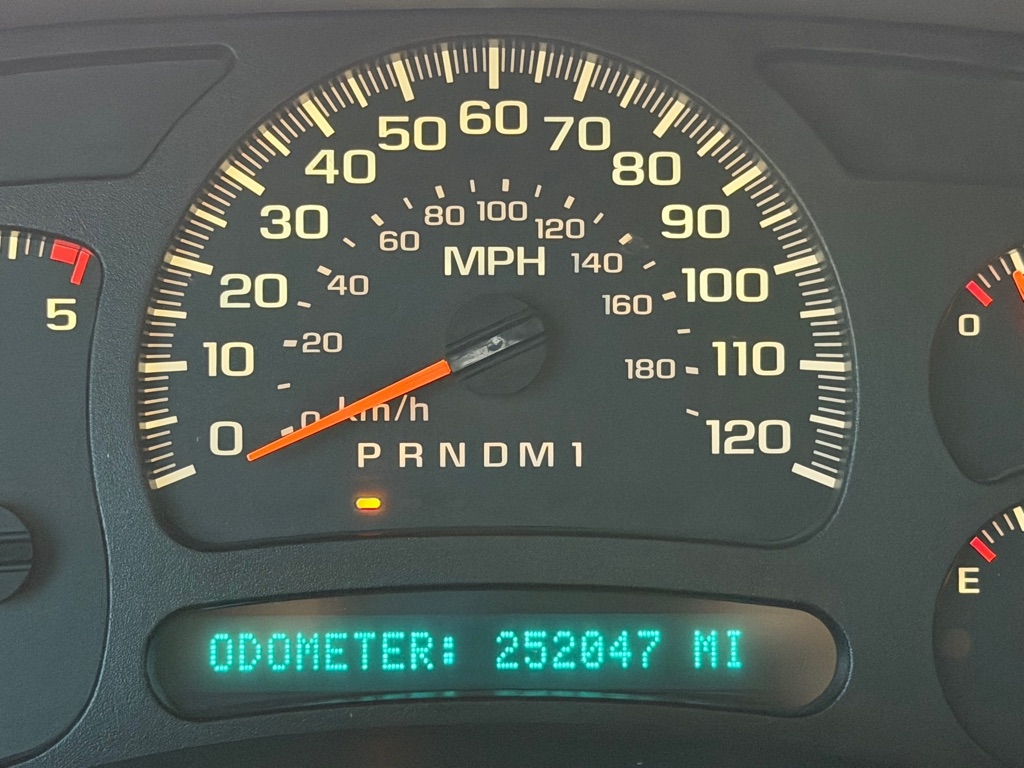 60
50 70
40 80
30 90
80 100 120
60 140
MPH
20 40 160 100
10 20 180 110
0 0 km/h 120
P R N D M 1
5
0
E
ODOMETER: 252047 MI